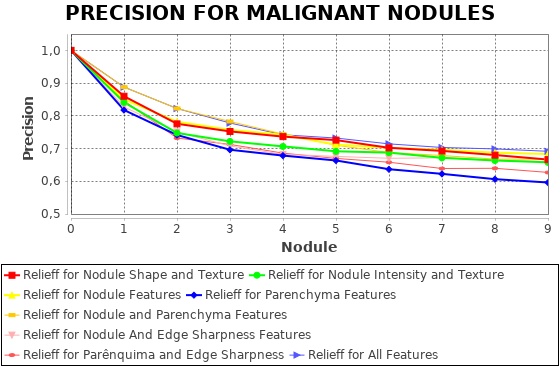 PRECISION FOR MALIGNANT NODULES
1,0
0,9
0,8
0,7
0,6
0,5
Precision
0 1 2 3 4 5 6 7 8 9
Nodule
Relieff for Nodule Shape and Texture Relieff for Nodule Intensity and Texture
Relieff for Nodule Features Relieff for Parenchyma Features
Relieff for Nodule and Parenchyma Features
Relieff for Nodule And Edge Sharpness Features
Relieff for Parênquima and Edge Sharpness Relieff for All Features